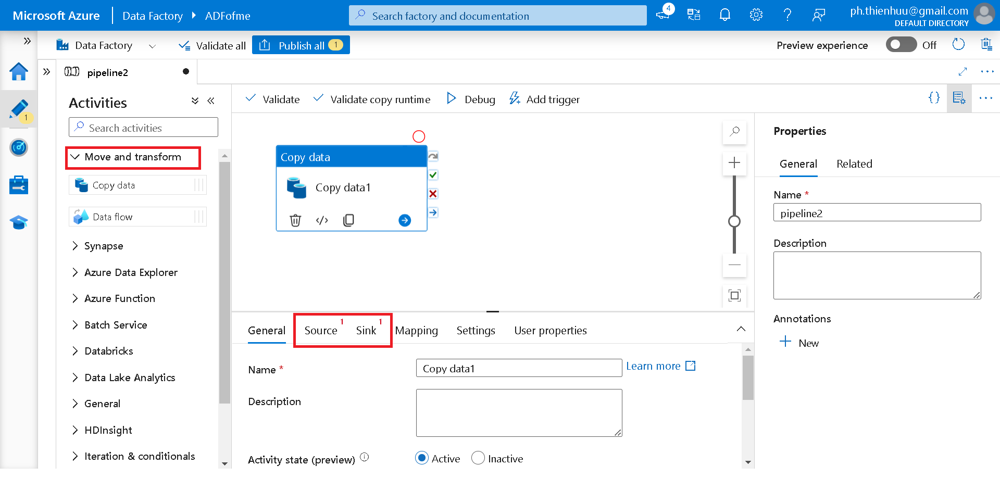 Microsoft Azure
Data Factory
ADFofme
Search factory and documentation
4
ph.thienhuu@gmail.com
DEFAULT DIRECTORY
Data Factory
Validate all
Publish all 1
Preview experience
Off
pipeline2
1
Activities
Search activities
Move and transform
Copy data
Data flow
Synapse
Azure Data Explorer
Azure Function
Batch Service
Databricks
Data Lake Analytics
General
HDInsight
Iteration & conditionals
Validate
Validate copy runtime
Debug
Add trigger
Copy data
Copy data1
General
Source 1
Sink 1
Mapping
Settings
User properties
Name *
Copy data1
Learn more
Description
Activity state (preview)
Active
Inactive
Properties
General
Related
Name *
pipeline2
Description
Annotations
New